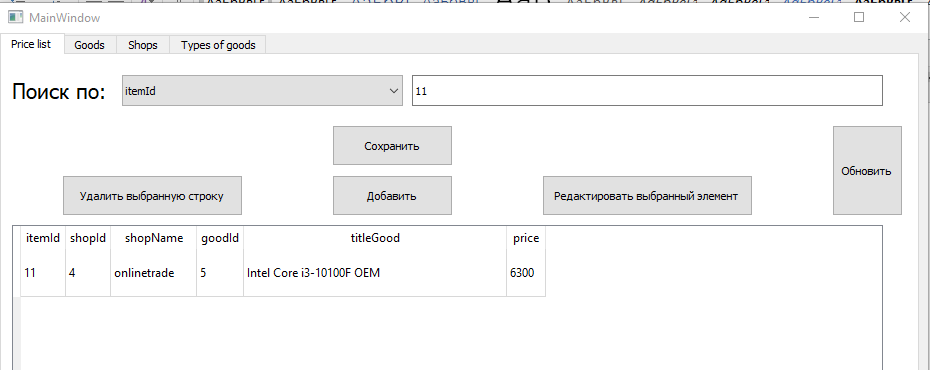 MainWindow
Price list Goods Shops Types of goods
Поиск по: itemId 11
Сохранить
Обновить
Удалить выбранную строку Добавить Редактировать выбранный элемент
itemId shopId shopName goodId titleGood price
11 4 onlinetrade 5 Intel Core i3-10100F OEM 6300